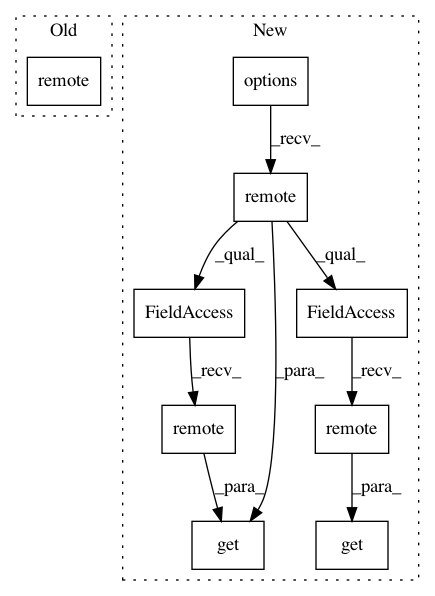 Old
New
remote
options
_recv_
remote
_qual_
_qual_
FieldAccess
FieldAccess
_recv_
_para_
_recv_
remote
remote
_para_
_para_
get
get